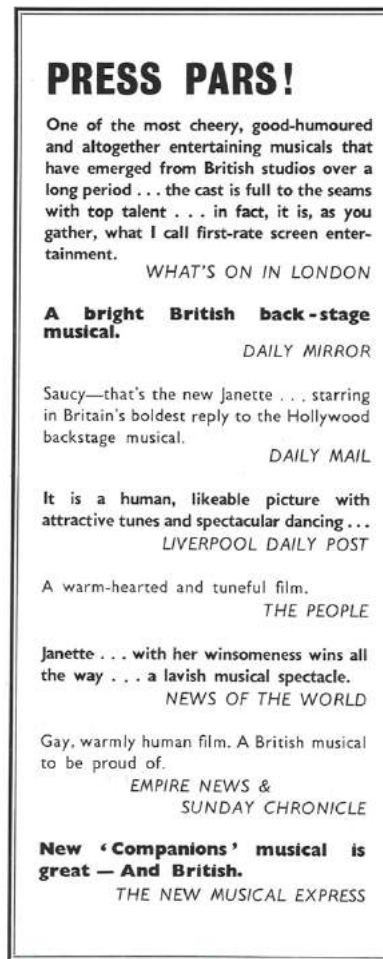 PRESS PARS!
One of the most cheery, good-humoured
and altogether entertaining musicals that
have emerged from British studios over a
long period . . . the cast is full to the seams
with top talent . . . in fact, it is, as you
gather, what I call first-rate screen enter-
tainment.
WHAT'S ON IN LONDON
A bright British back-stage
musical.
DAILY MIRROR
Saucy—that's the new Janette . . . starring
in Britain's boldest reply to the Hollywood
backstage musical.
DAILY MAIL
It is a human, likeable picture with
attractive tunes and spectacular dancing . . .
LIVERPOOL DAILY POST
A warm-hearted and tuneful film.
THE PEOPLE
Janette . . . with her winsomeness wins all
the way . . . a lavish musical spectacle.
NEWS OF THE WORLD
Gay, warmly human film. A British musical
to be proud of.
EMPIRE NEWS &
SUNDAY CHRONICLE
New ‘Companions’ musical is
great — And British.
THE NEW MUSICAL EXPRESS